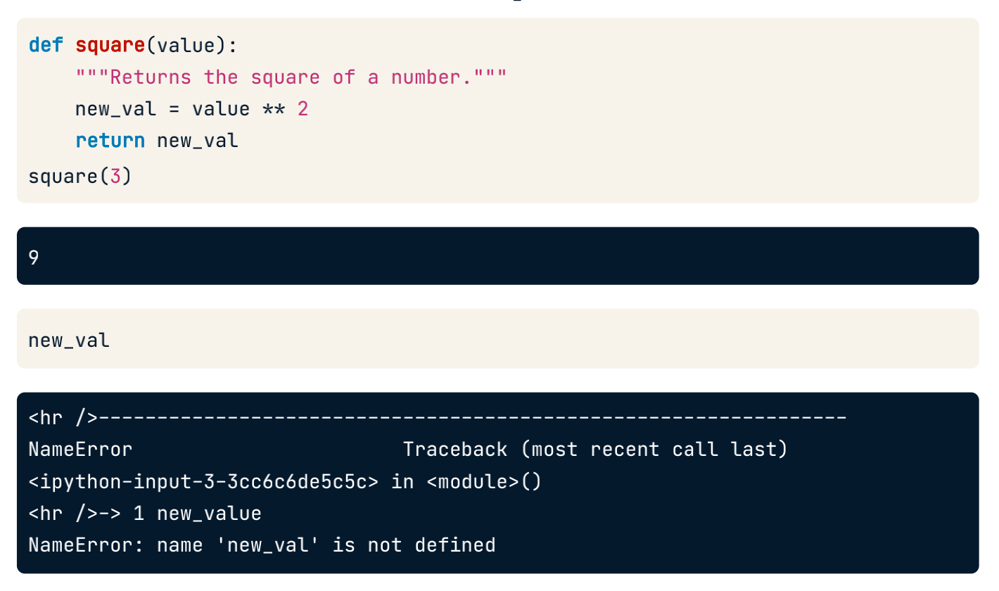 def square(value):
    """Returns the square of a number."""
    new_val = value ** 2
    return new_val
square(3)
9
new_val
<hr />----------------------------------------------------------------
NameError                       Traceback (most recent call last)
<ipython-input-3-3cc6c6de5c5c> in <module>()
<hr />-> 1 new_value
NameError: name 'new_val' is not defined